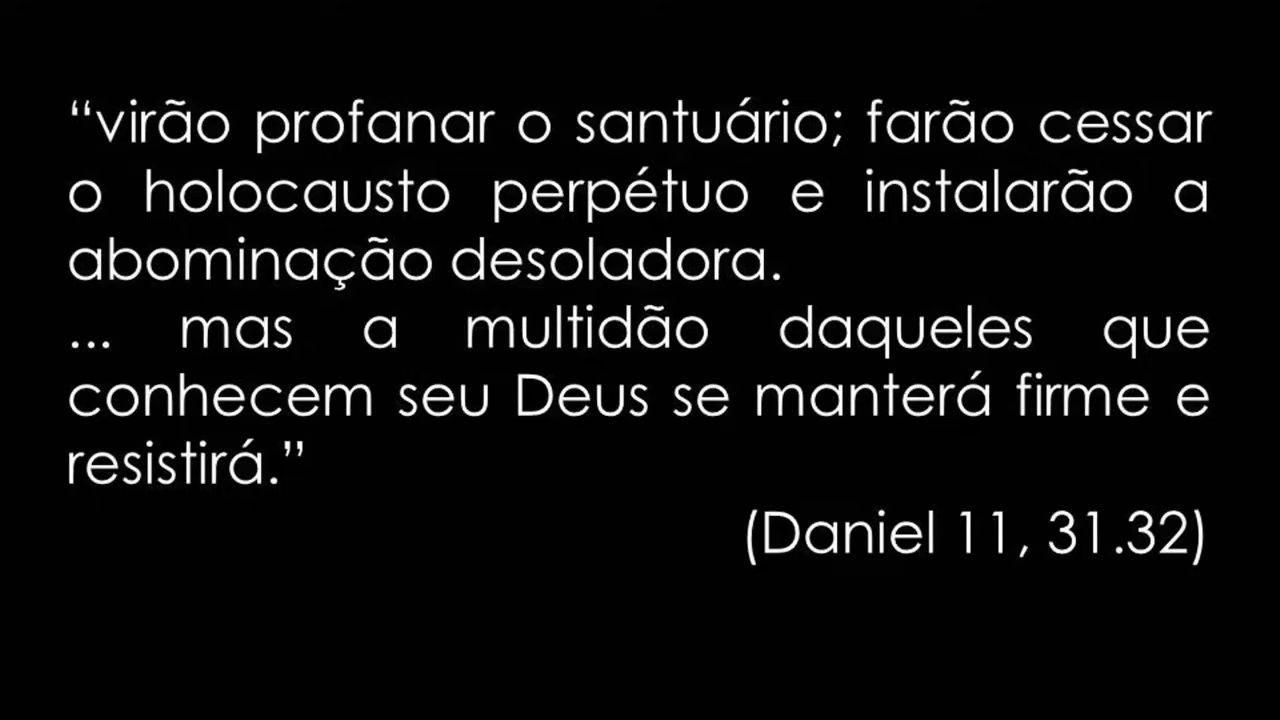 “virão profanar o santuário; farão cessar
o holocausto perpétuo e instalarão a
abominação desoladora.
... mas a multidão daqueles que
conhecem seu Deus se manterá firme e
resistirá.”
(Daniel 11, 31.32)